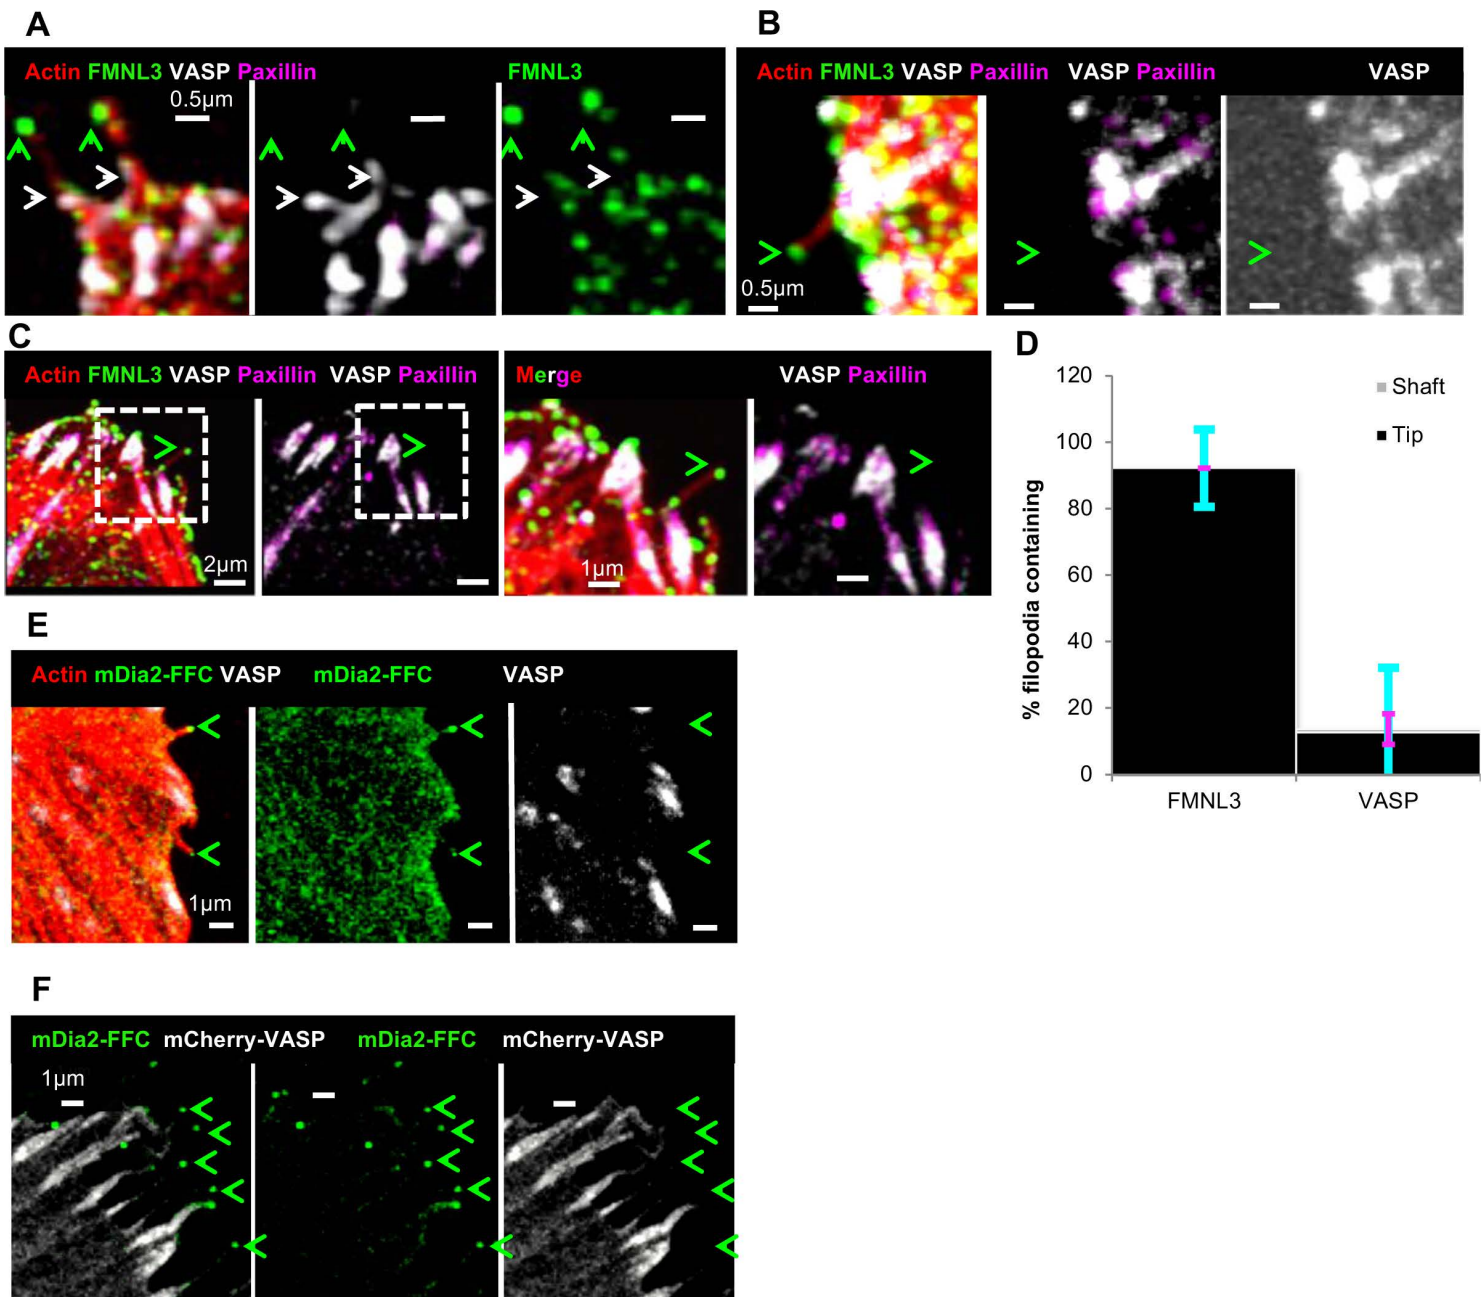 A
Actin FMNL3 VASP Paxillin
FMNL3
0.5µm
B
Actin FMNL3 VASP Paxillin
VASP Paxillin
VASP
0.5µm
C
Actin FMNL3 VASP Paxillin
VASP Paxillin
Merge
VASP Paxillin
2µm
1µm
D
120
100
80
60
40
20
0
% filopodia containing
Shaft
Tip
FMNL3
VASP
E
Actin mDia2-FFC VASP
mDia2-FFC
VASP
1µm
F
mDia2-FFC mCherry-VASP
mDia2-FFC
mCherry-VASP
1µm